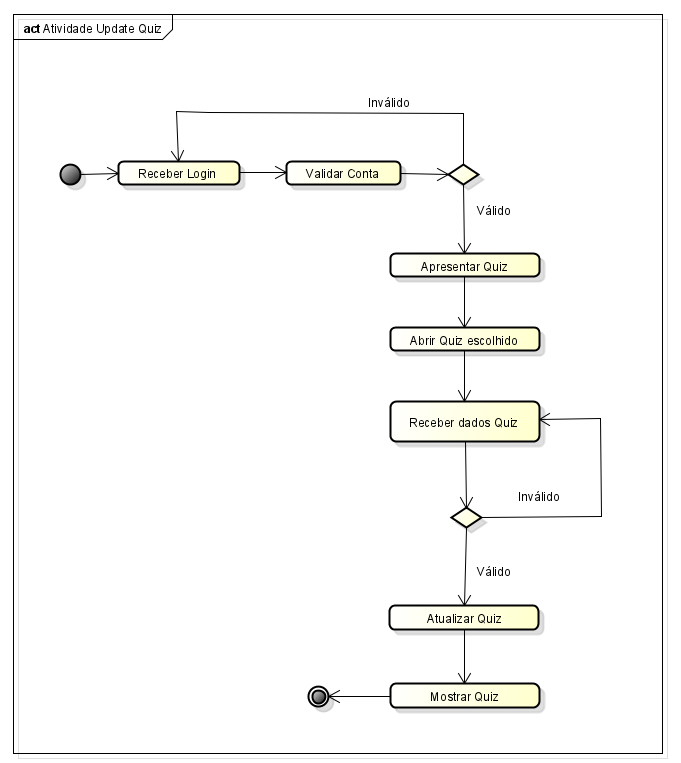 act Atividade Update Quiz
Inválido
Receber Login
Validar Conta
Válido
Apresentar Quiz
Abrir Quiz escolhido
Receber dados Quiz
Inválido
Válido
Atualizar Quiz
Mostrar Quiz